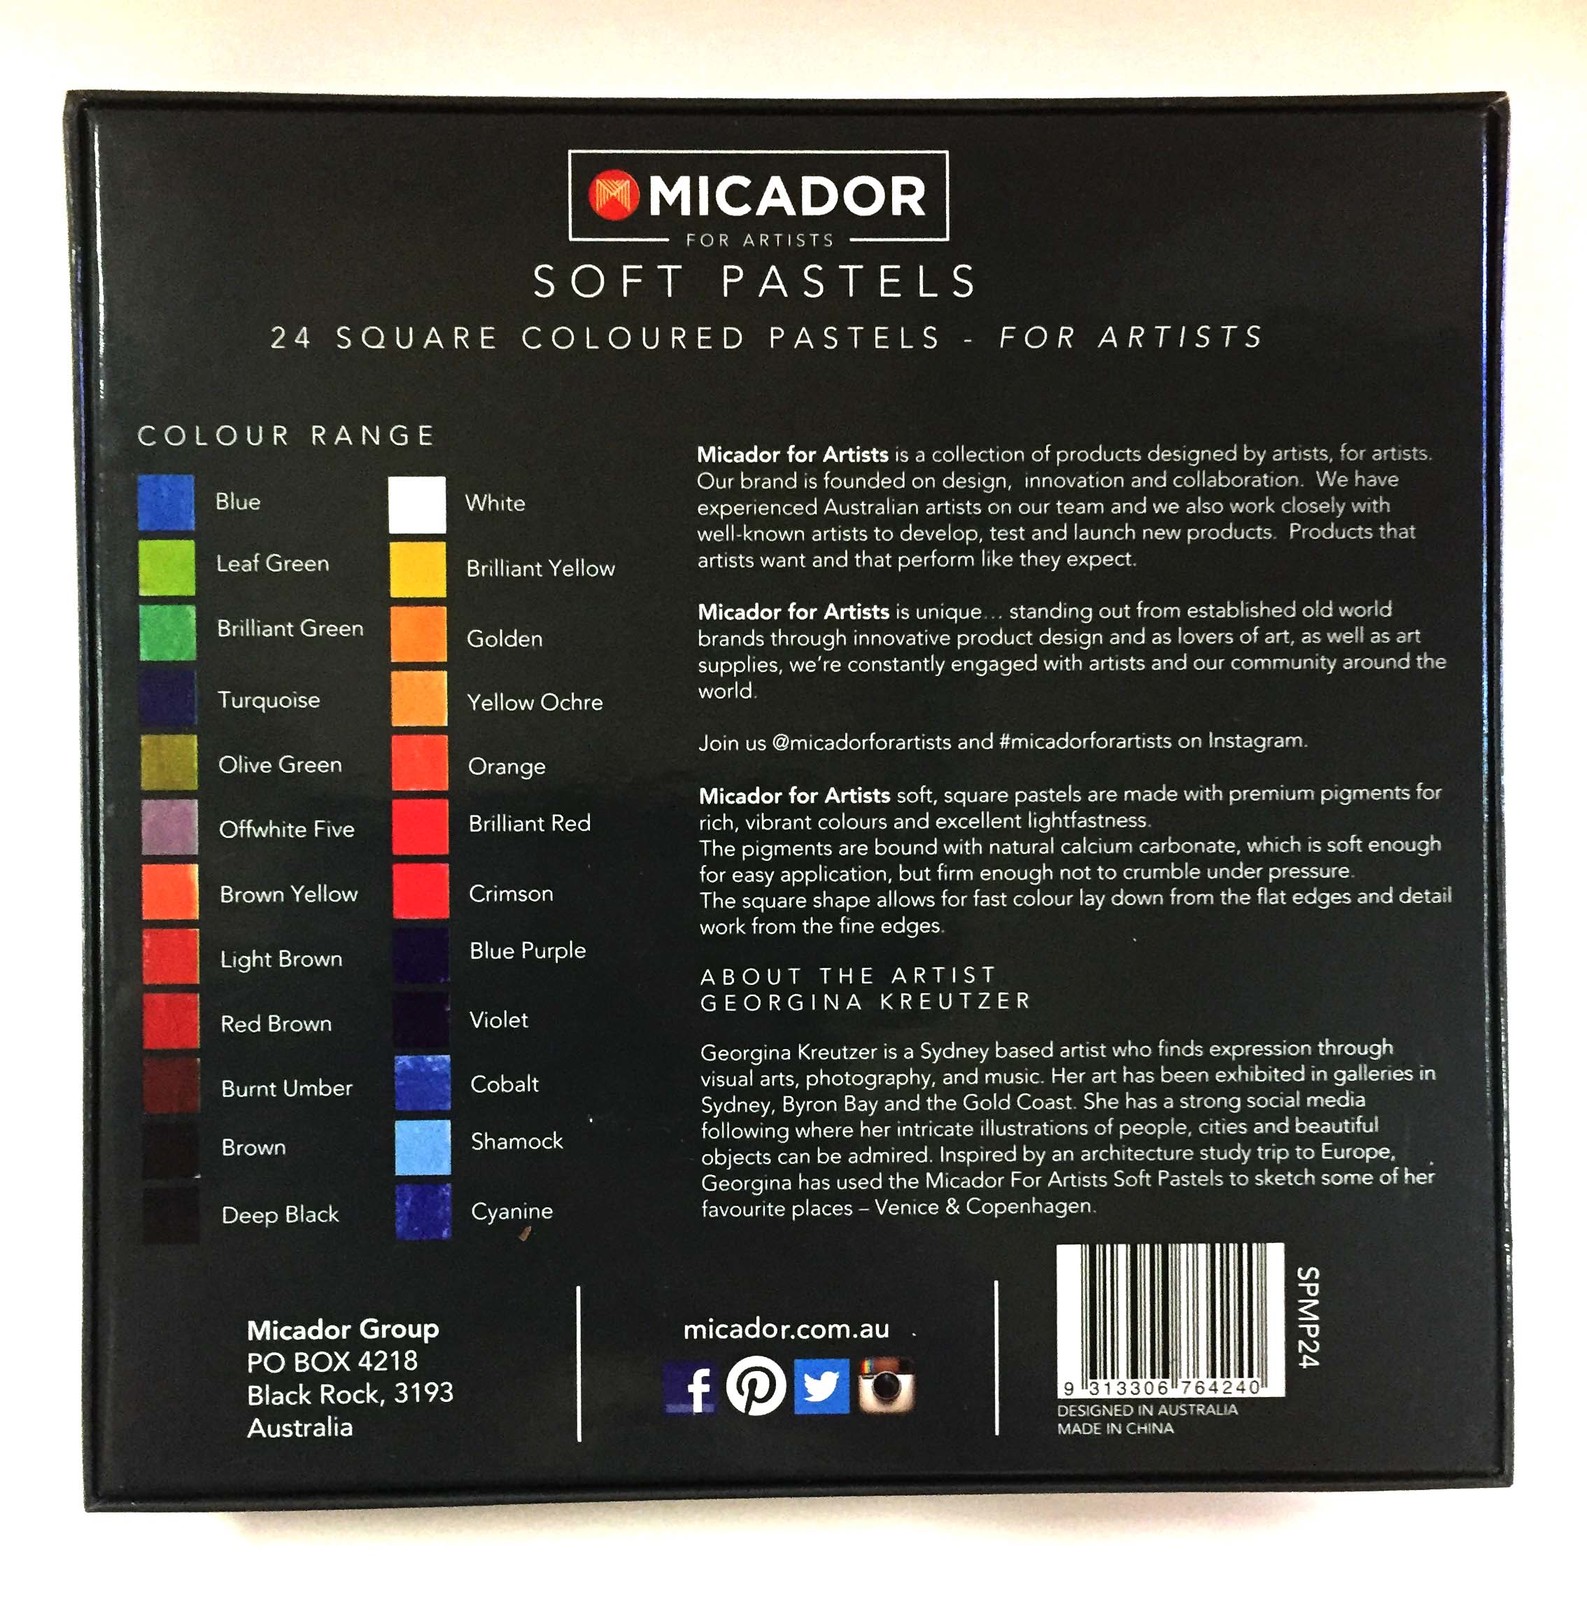 MICADOR
FOR ARTISTS
SOFT PASTELS
24 SQUARE COLOURED PASTELS - FOR ARTISTS
COLOUR RANGE
Blue
Leaf Green
Brilliant Green
Turquoise
Olive Green
Offwhite Five
Brown Yellow
Light Brown
Red Brown
Burnt Umber
Brown
Deep Black
White
Brilliant Yellow
Golden
Yellow Ochre
Orange
Brilliant Red
Crimson
Blue Purple
Violet
Cobalt
Shamock
Cyanine
Micador for Artists is a collection of products designed by artists, for artists.
Our brand is founded on design, innovation and collaboration. We have
experienced Australian artists on our team and we also work closely with
well-known artists to develop, test and launch new products. Products that
artists want and that perform like they expect.
Micador for Artists is unique... standing out from established old world
brands through innovative product design and as lovers of art, as well as art
supplies, we're constantly engaged with artists and our community around the
world.
Join us @micadorforartists and #micadorforartists on Instagram.
Micador for Artists soft, square pastels are made with premium pigments for
rich, vibrant colours and excellent lightfastness.
The pigments are bound with natural calcium carbonate, which is soft enough
for easy application, but firm enough not to crumble under pressure.
The square shape allows for fast colour lay down from the flat edges and detail
work from the fine edges.
ABOUT THE ARTIST
GEORGINA KREUTZER
Georgina Kreutzer is a Sydney based artist who finds expression through
visual arts, photography, and music. Her art has been exhibited in galleries in
Sydney, Byron Bay and the Gold Coast. She has a strong social media
following where her intricate illustrations of people, cities and beautiful
objects can be admired. Inspired by an architecture study trip to Europe,
Georgina has used the Micador For Artists Soft Pastels to sketch some of her
favourite places – Venice & Copenhagen.
Micador Group
PO BOX 4218
Black Rock, 3193
Australia
micador.com.au
9 313306 764240
SPMP24
DESIGNED IN AUSTRALIA
MADE IN CHINA